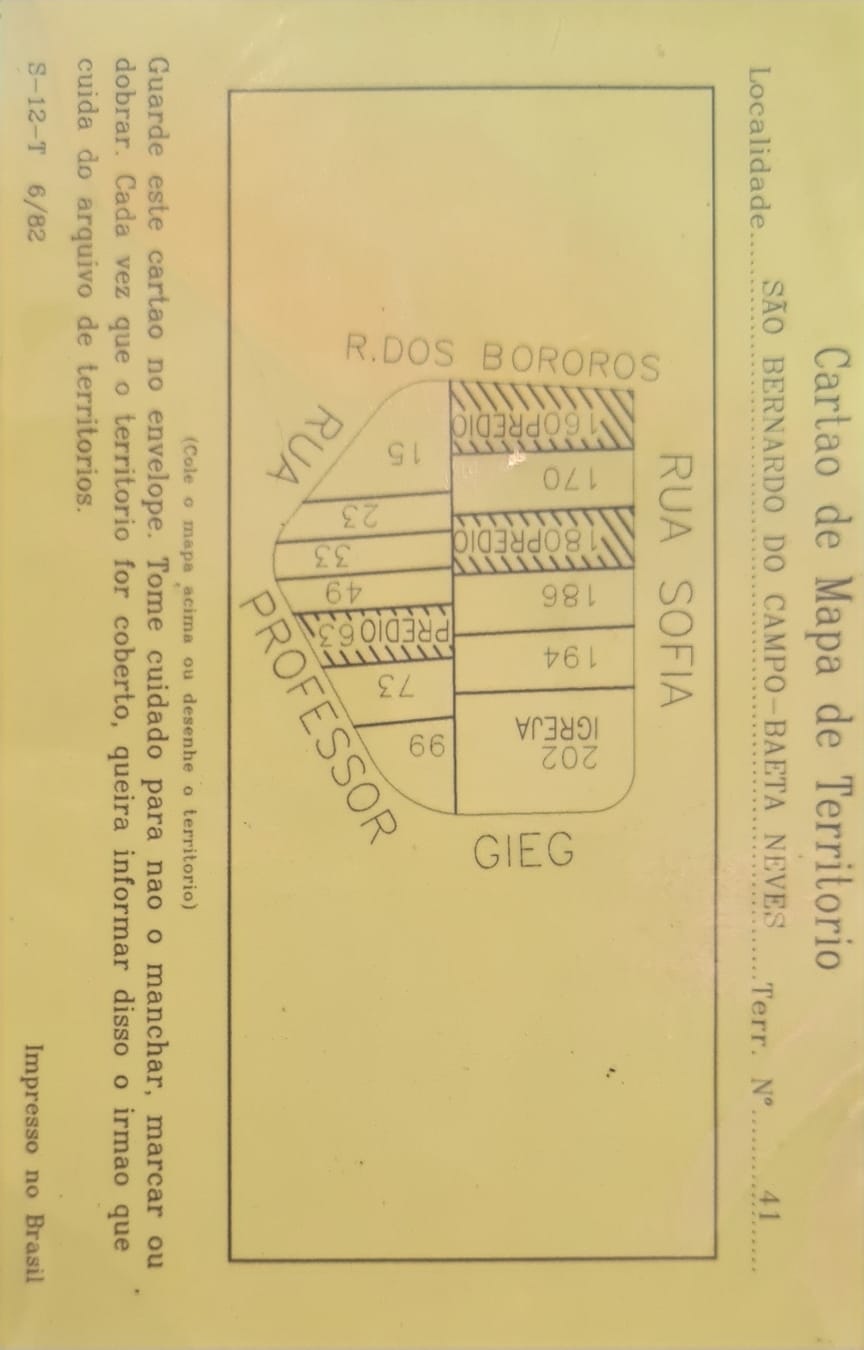 Cartao de Mapa de Territorio
Localidade SÃO BERNARDO DO CAMPO-BAETA NEVES Terr. Nº 41
RUA SOFIA
R.DOS BOROROS
160PREDIO
170
180PREDIO
186
194
202
IGREJA
GIEG
15
23
33
49
PREDIO 63
73
99
RUA
PROFESSOR
(Cole o mapa acima ou desenhe o territorio)
Guarde este cartao no envelope. Tome cuidado para nao o manchar, marcar ou
dobrar. Cada vez que o territorio for coberto, queira informar disso o irmao que
cuida do arquivo de territorios.
S-12-T 6/82
Impresso no Brasil